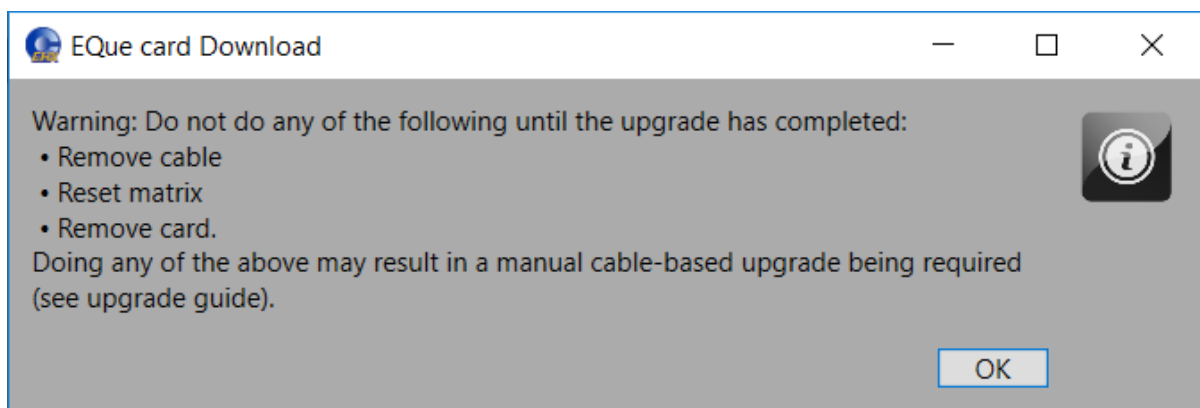 EQue card Download
Warning: Do not do any of the following until the upgrade has completed:
• Remove cable
• Reset matrix
• Remove card.
Doing any of the above may result in a manual cable-based upgrade being required
(see upgrade guide).
OK